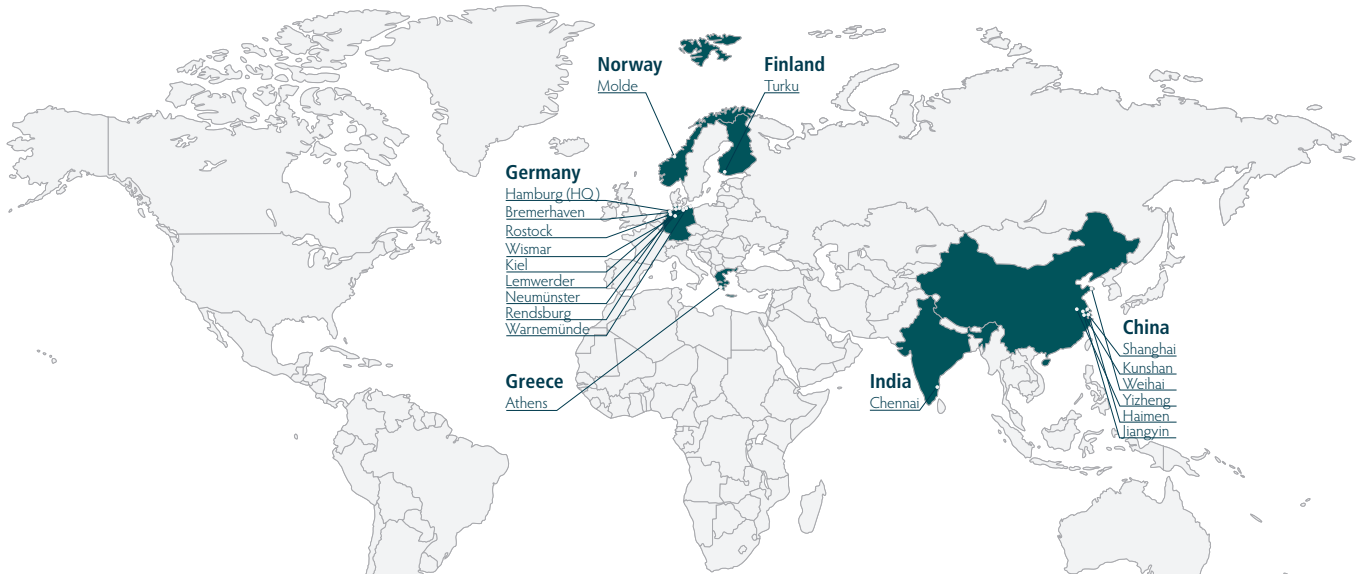 Norway
Molde
Finland
Turku
Germany
Hamburg (HQ)
Bremerhaven
Rostock
Wismar
Kiel
Lemwerder
Neumünster
Rendsburg
Warnemünde
Greece
Athens
India
Chennai
China
Shanghai
Kunshan
Weihai
Yizheng
Haimen
Jiangyin